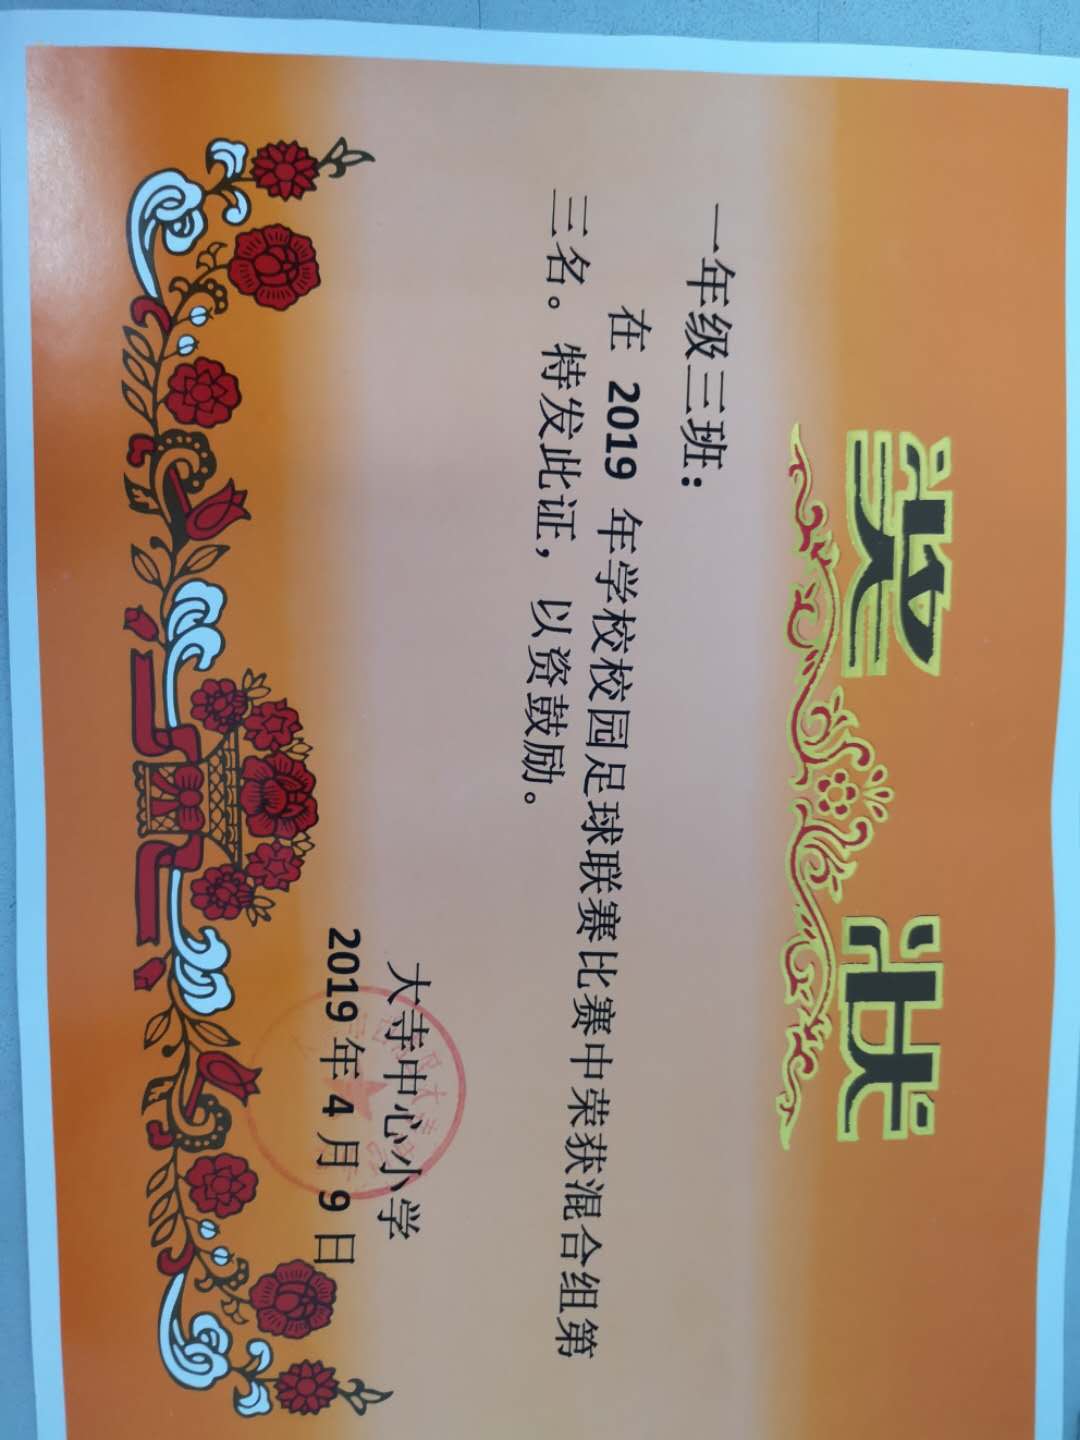 奖状
一年级三班：
在 2019 年学校校园足球联赛比赛中荣获混合组第
三名。特发此证，以资鼓励。
大寺中心小学
2019 年 4 月 9 日